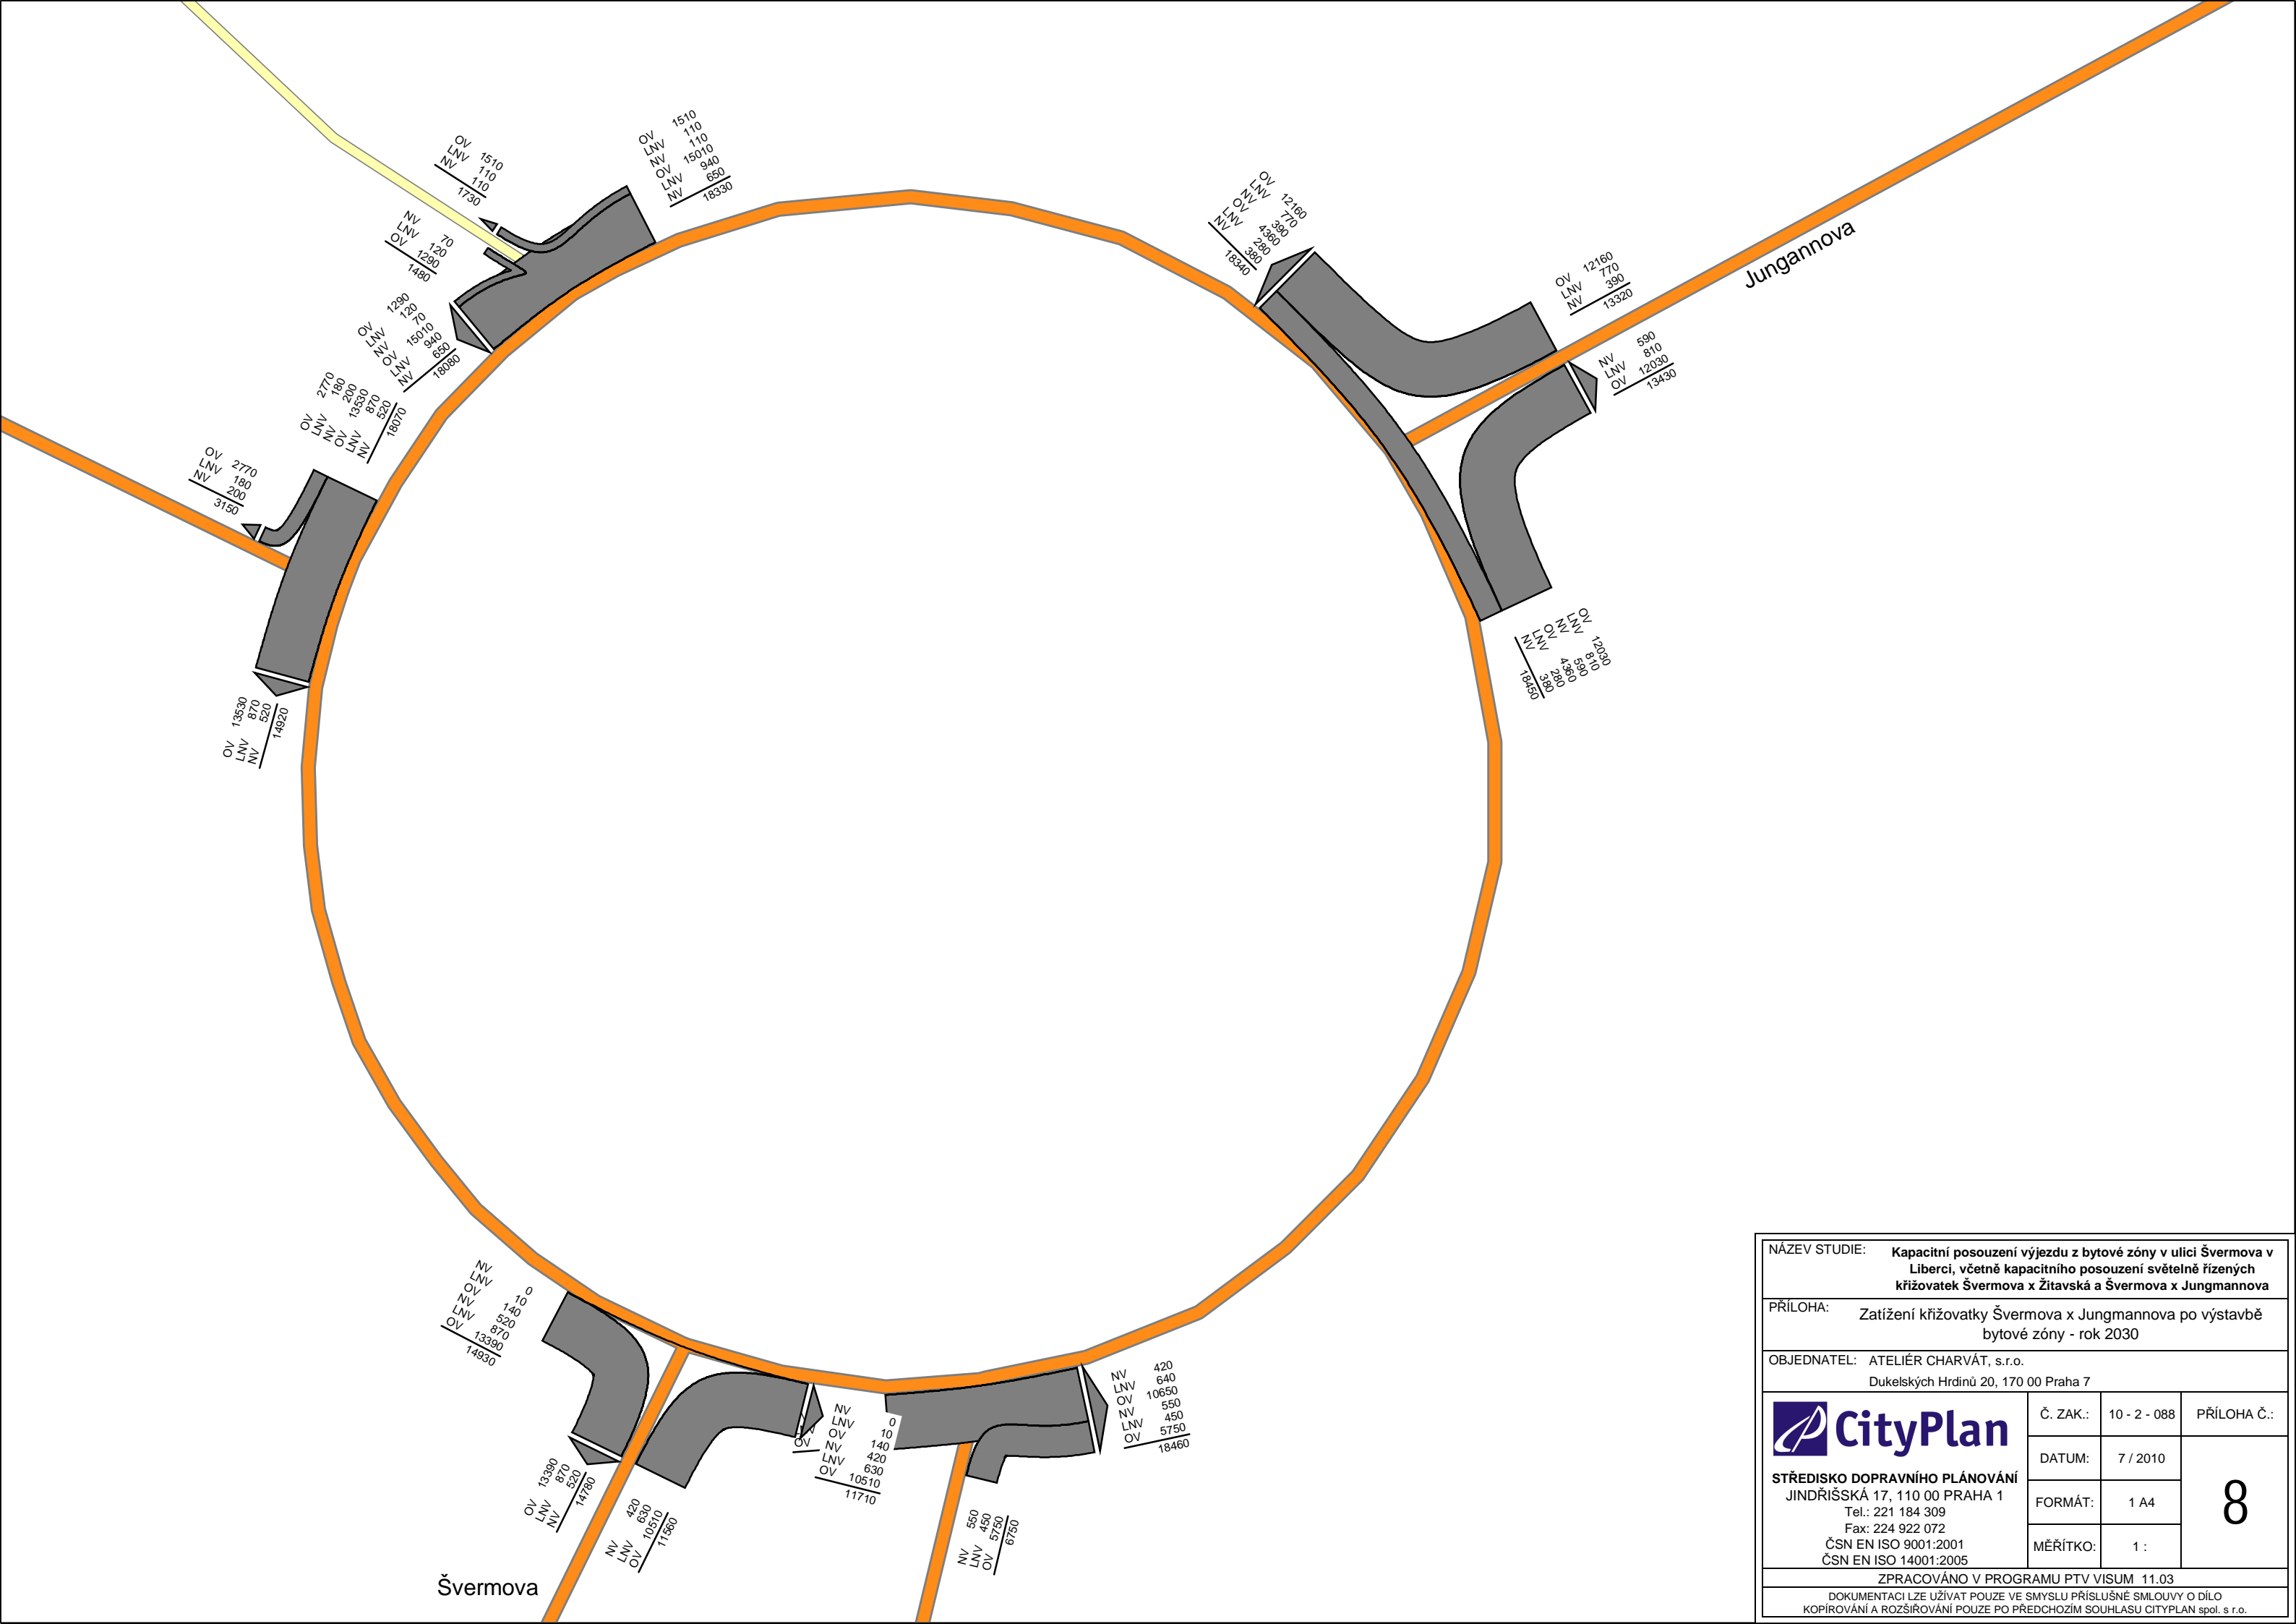 OV 1510
LNV 110
NV 110
1730
OV 1510
LNV 110
NV 110
OV 15010
LNV 940
NV 650
18330
NV 70
LNV 120
OV 1290
1480
OV 1290
LNV 120
NV 70
OV 15010
LNV 940
NV 650
18080
OV 2770
LNV 180
NV 200
OV 13530
LNV 870
NV 520
18070
OV 2770
LNV 180
NV 200
3150
OV 13530
LNV 870
NV 520
14920
OV 12160
LNV 770
NV 390
OV 4360
LNV 280
NV 380
18340
OV 12160
LNV 770
NV 390
13320
Jungannova
NV 590
LNV 810
OV 12030
13430
OV 12030
LNV 810
NV 590
OV 4360
LNV 280
NV 380
18450
NV 0
LNV 10
OV 140
NV 520
LNV 870
OV 13390
14930
OV 13390
LNV 870
NV 520
14780
NV 420
LNV 630
OV 10510
11560
OV
NV 0
LNV 10
OV 140
NV 420
LNV 630
OV 10510
11710
NV 420
LNV 640
OV 10650
NV 550
LNV 450
OV 5750
18460
NV 550
LNV 450
OV 5750
6750
Švermova
NÁZEV STUDIE: Kapacitní posouzení výjezdu z bytové zóny v ulici Švermova v
Liberci, včetně kapacitního posouzení světelně řízených
křižovatek Švermova x Žitavská a Švermova x Jungmannova
PŘÍLOHA: Zatížení křižovatky Švermova x Jungmannova po výstavbě
bytové zóny - rok 2030
OBJEDNATEL: ATELIÉR CHARVÁT, s.r.o.
Dukelských Hrdinů 20, 170 00 Praha 7
CityPlan
STŘEDISKO DOPRAVNÍHO PLÁNOVÁNÍ
JINDŘIŠSKÁ 17, 110 00 PRAHA 1
Tel.: 221 184 309
Fax: 224 922 072
ČSN EN ISO 9001:2001
ČSN EN ISO 14001:2005
Č. ZAK.: 10 - 2 - 088
DATUM: 7 / 2010
FORMÁT: 1 A4
MĚŘÍTKO: 1 :
PŘÍLOHA Č.:
8
ZPRACOVÁNO V PROGRAMU PTV VISUM 11.03
DOKUMENTACI LZE UŽÍVAT POUZE VE SMYSLU PŘÍSLUŠNÉ SMLOUVY O DÍLO
KOPÍROVÁNÍ A ROZŠIŘOVÁNÍ POUZE PO PŘEDCHOZÍM SOUHLASU CITYPLAN spol. s r.o.